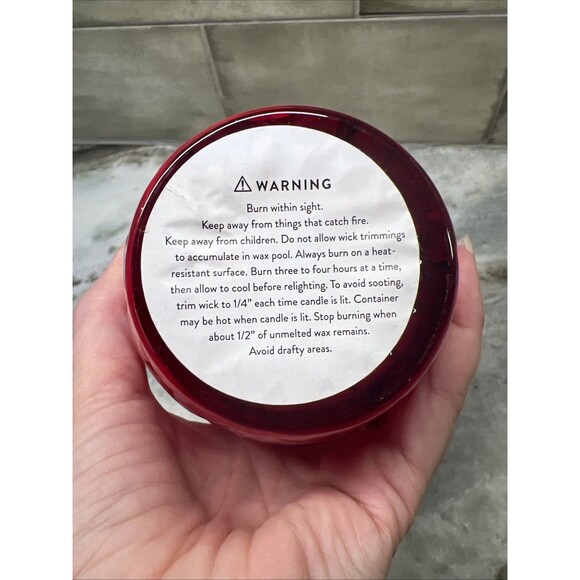 ⚠ WARNING
Burn within sight.
Keep away from things that catch fire.
Keep away from children. Do not allow wick trimmings
to accumulate in wax pool. Always burn on a heat-
resistant surface. Burn three to four hours at a time,
then allow to cool before relighting. To avoid sooting,
trim wick to 1/4" each time candle is lit. Container
may be hot when candle is lit. Stop burning when
about 1/2" of unmelted wax remains.
Avoid drafty areas.